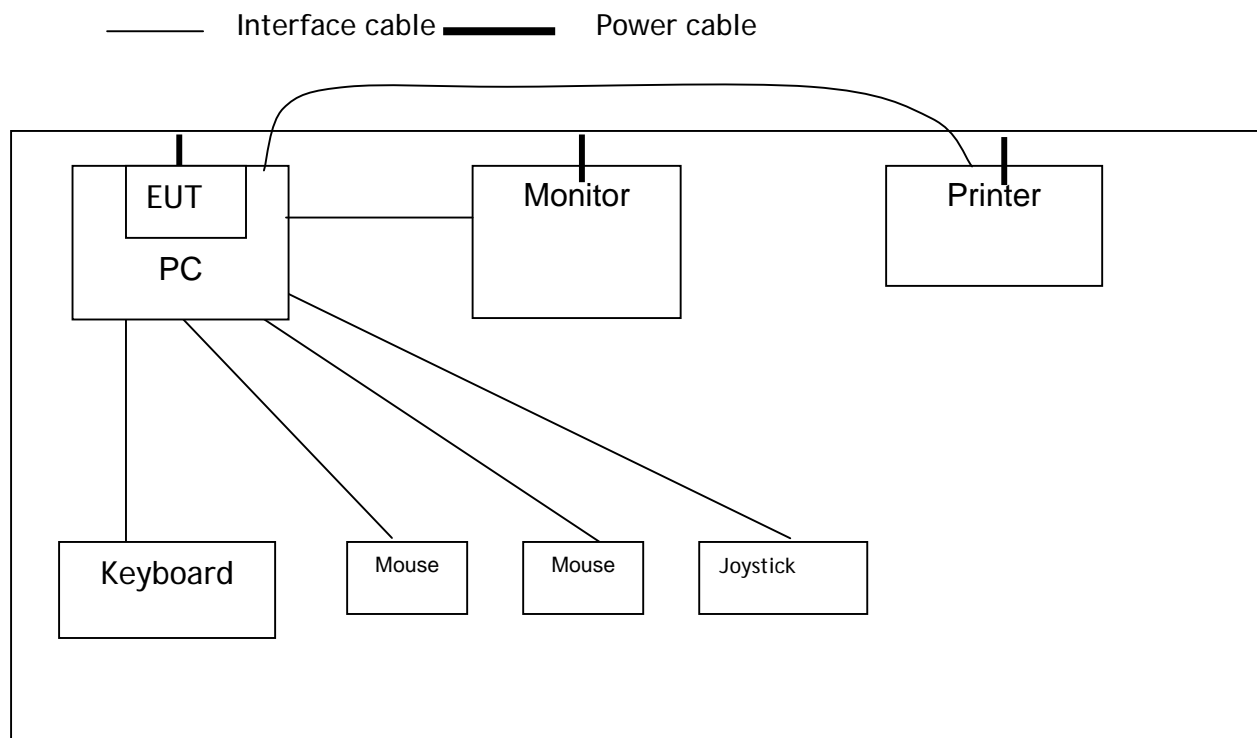 Interface cable Power cable
EUT
Monitor
Printer
PC
Keyboard
Mouse
Mouse
Joystick